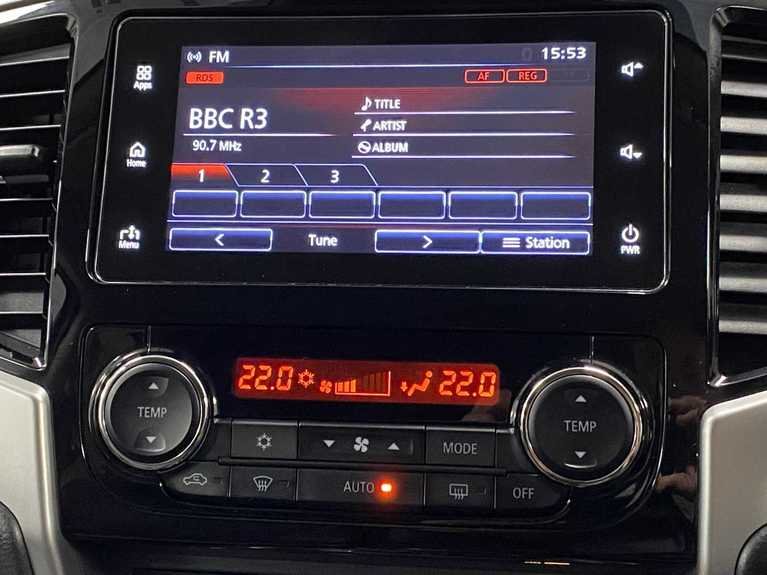 FM
15:53
RDS
AF REG
Apps
BBC R3
TITLE
ARTIST
90.7 MHz
ALBUM
Home
1 2 3
Menu
< Tune > Station
PWR
22.0 22.0
TEMP
TEMP
MODE
AUTO
OFF